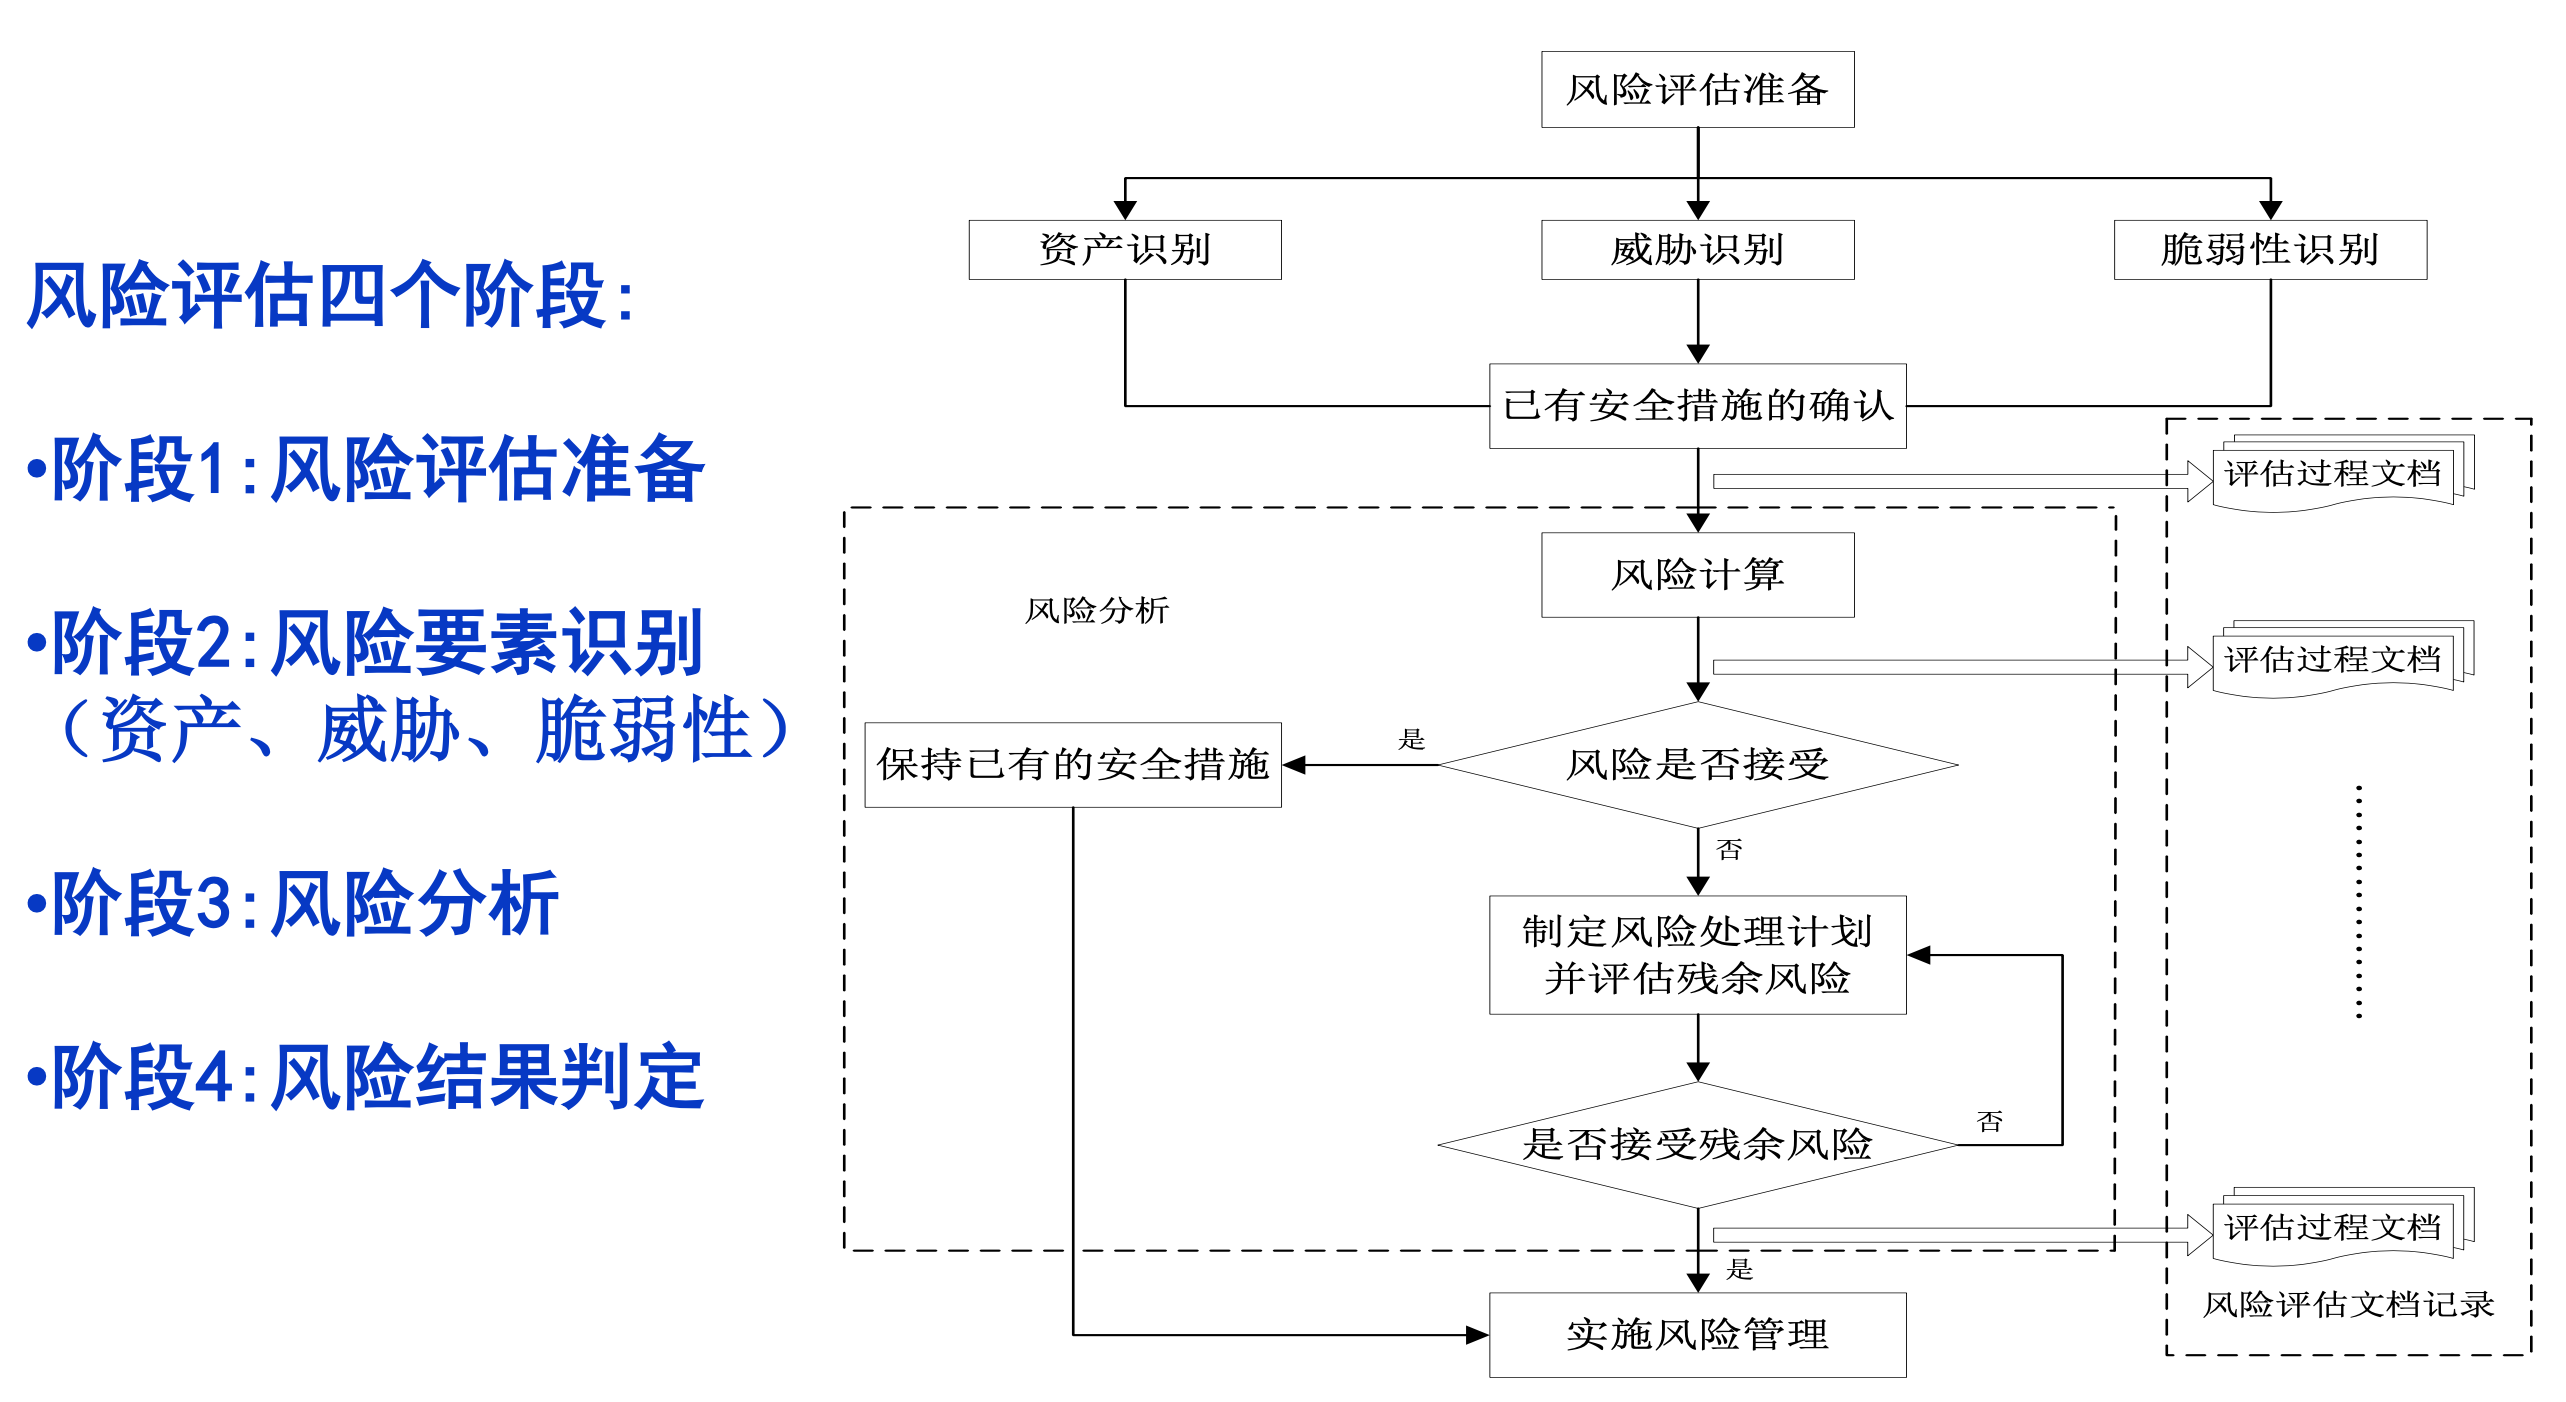 风险评估四个阶段:
•阶段1:风险评估准备
•阶段2:风险要素识别
（资产、威胁、脆弱性）
•阶段3:风险分析
•阶段4:风险结果判定
风险评估准备
资产识别
威胁识别
脆弱性识别
已有安全措施的确认
评估过程文档
风险计算
风险分析
评估过程文档
是
保持已有的安全措施
风险是否接受
否
制定风险处理计划
并评估残余风险
否
是否接受残余风险
评估过程文档
是
风险评估文档记录
实施风险管理